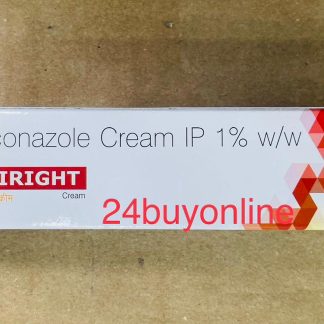 conazole Cream IP 1% w/w
IRIGHT
क्रीम
Cream
24buyonline